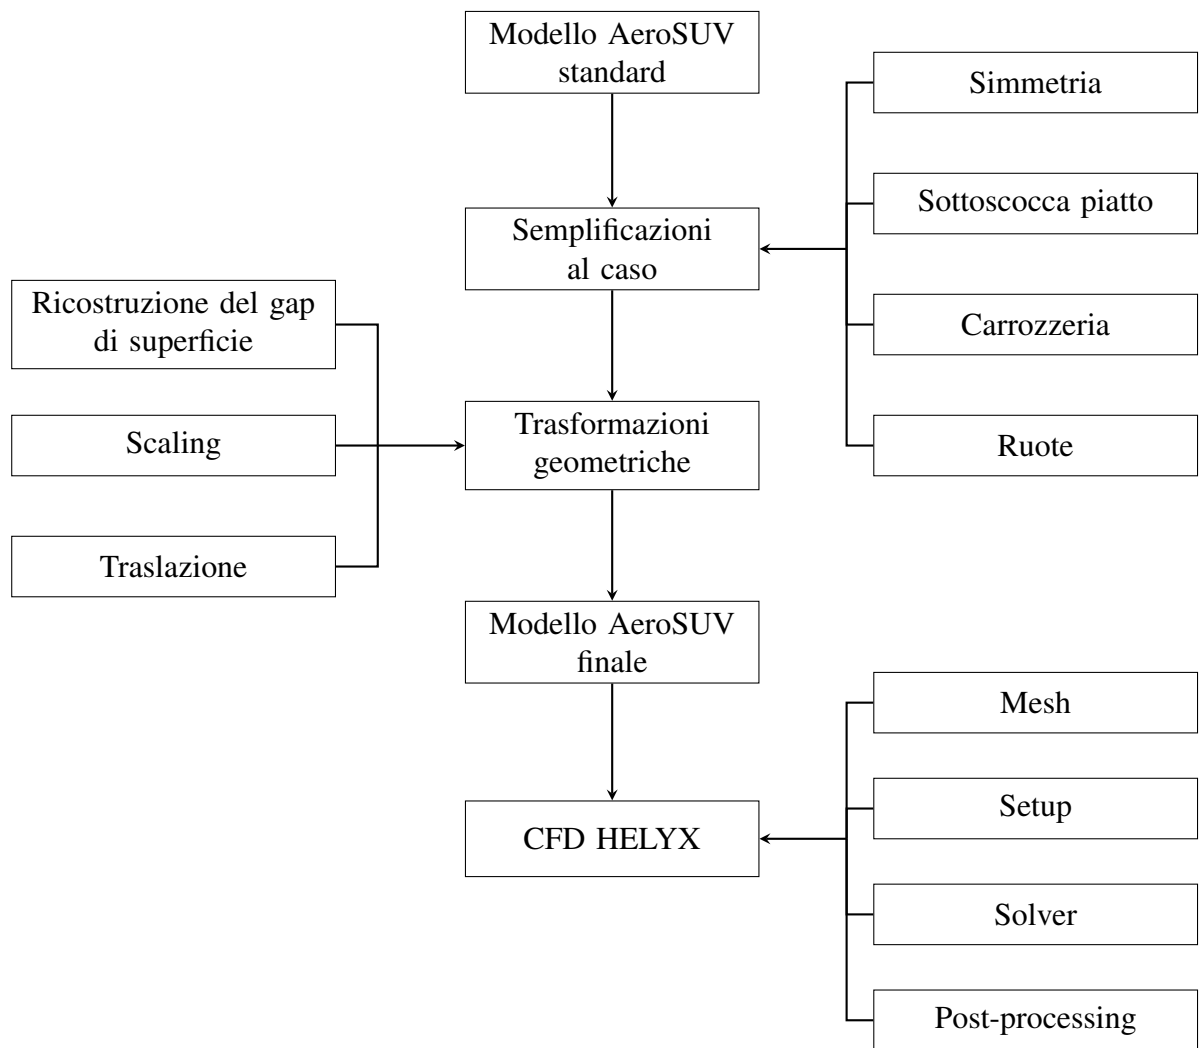 Modello AeroSUV
standard
Simmetria
Sottoscocca piatto
Semplificazioni
al caso
Carrozzeria
Ruote
Ricostruzione del gap
di superficie
Scaling
Traslazione
Trasformazioni
geometriche
Modello AeroSUV
finale
CFD HELYX
Mesh
Setup
Solver
Post-processing